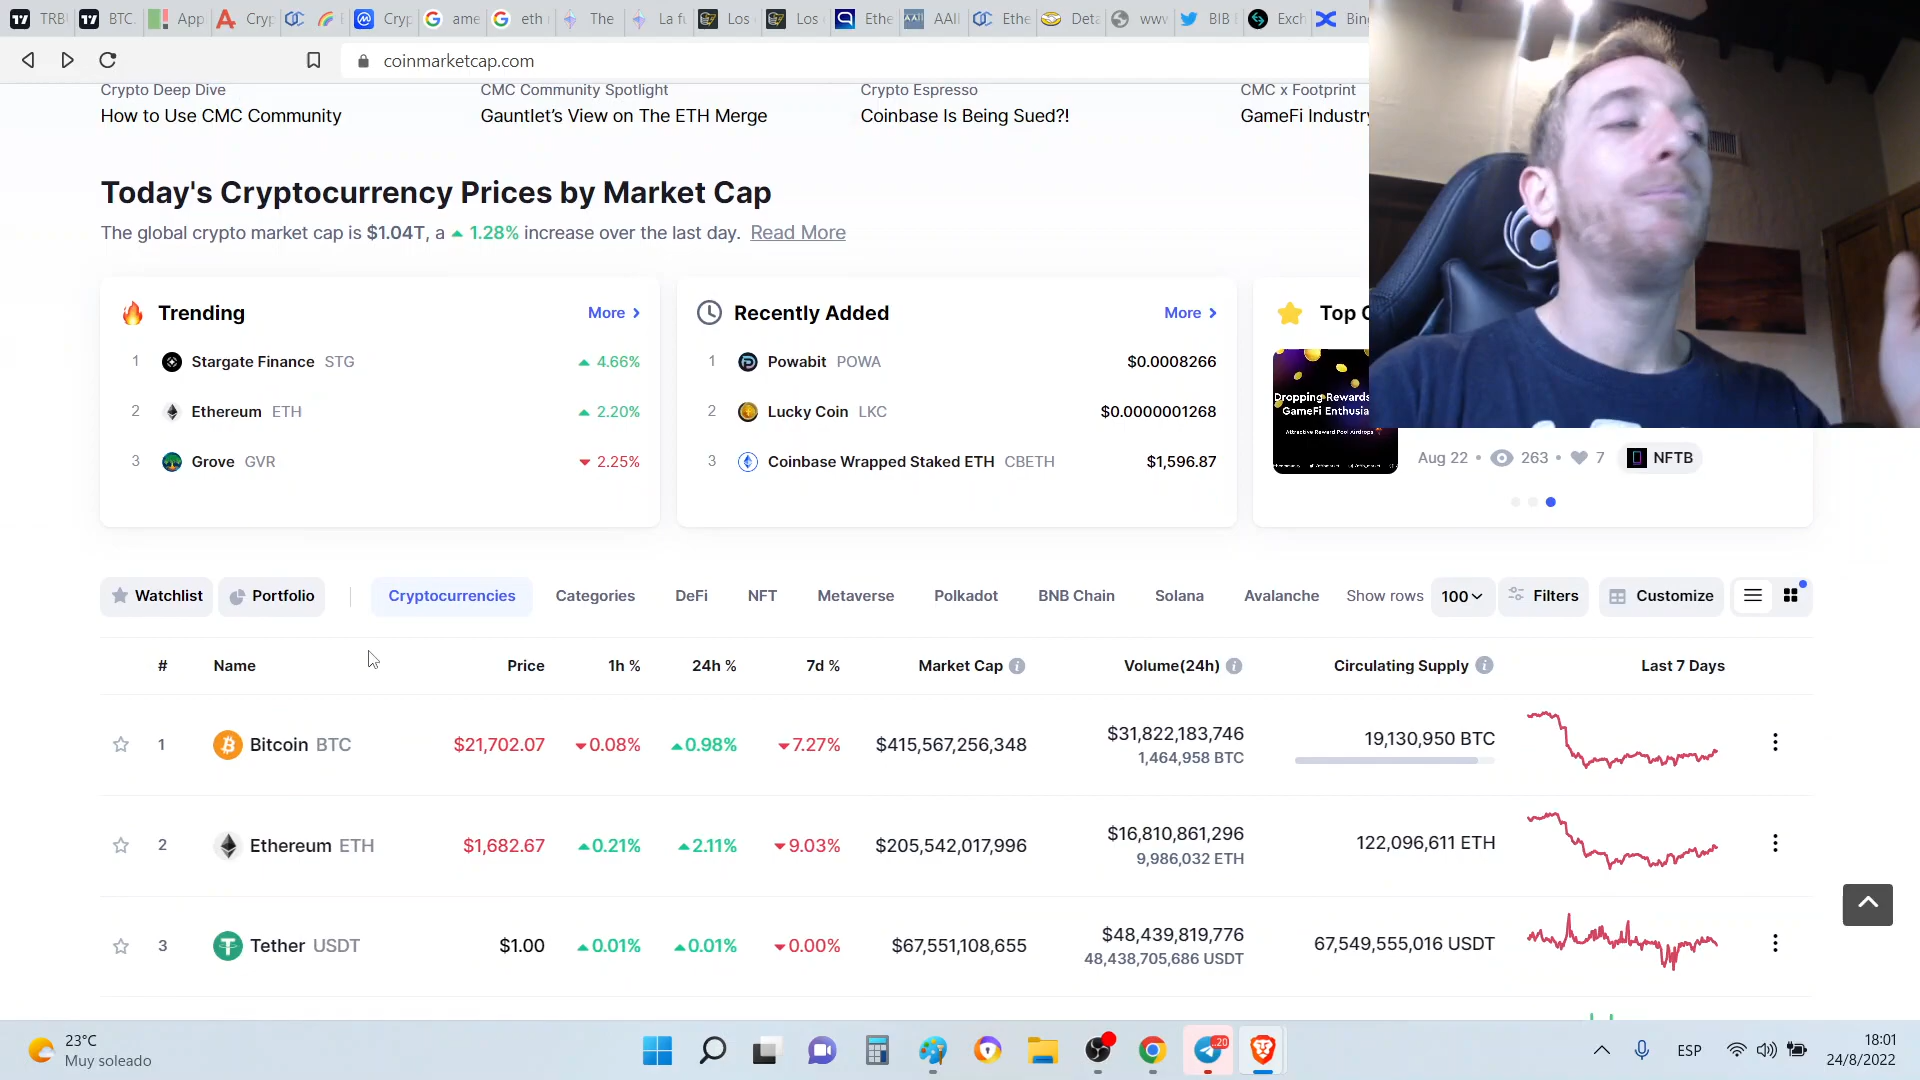 TRB
BTC
App
Cryp
E
Cryp
ame
eth
The
La fu
Los
Los
Ethe
AAII
AAII
Ethe
Deta
www
BIB
Exch
Bin
coinmarketcap.com
Crypto Deep Dive
How to Use CMC Community
CMC Community Spotlight
Gauntlet's View on The ETH Merge
Crypto Espresso
Coinbase Is Being Sued?!
CMC x Footprint
GameFi Industry
Today's Cryptocurrency Prices by Market Cap
The global crypto market cap is $1.04T, a 1.28% increase over the last day. Read More
Trending
More
1 Stargate Finance STG 4.66%
2 Ethereum ETH 2.20%
3 Grove GVR 2.25%
Recently Added
More
1 Powabit POWA $0.0008266
2 Lucky Coin LKC $0.0000001268
3 Coinbase Wrapped Staked ETH CBETH $1,596.87
Top C
Dropping Rewards
GameFi Enthusia
Attractive Reward Pool Airdrops
Aug 22 • 263 • 7 NFTB
Watchlist Portfolio Cryptocurrencies Categories DeFi NFT Metaverse Polkadot BNB Chain Solana Avalanche Show rows 100 Filters Customize
# Name Price 1h % 24h % 7d % Market Cap Volume(24h) Circulating Supply Last 7 Days
1 Bitcoin BTC $21,702.07 0.08% 0.98% 7.27% $415,567,256,348 $31,822,183,746 19,130,950 BTC
1,464,958 BTC
2 Ethereum ETH $1,682.67 0.21% 2.11% 9.03% $205,542,017,996 $16,810,861,296 122,096,611 ETH
9,986,032 ETH
3 Tether USDT $1.00 0.01% 0.01% 0.00% $67,551,108,655 $48,439,819,776 67,549,555,016 USDT
48,438,705,686 USDT
23°C
Muy soleado
20
ESP
18:01
24/8/2022